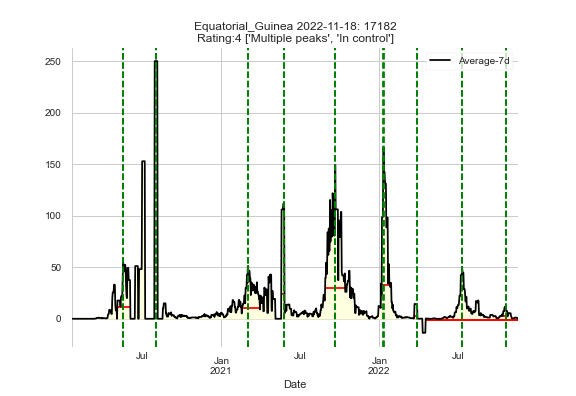 Equatorial_Guinea 2022-11-18: 17182
Rating:4 ['Multiple peaks', 'In control']
Average-7d
250
200
150
100
50
0
Jul
Jan
2021
Jul
Jan
2022
Jul
Date